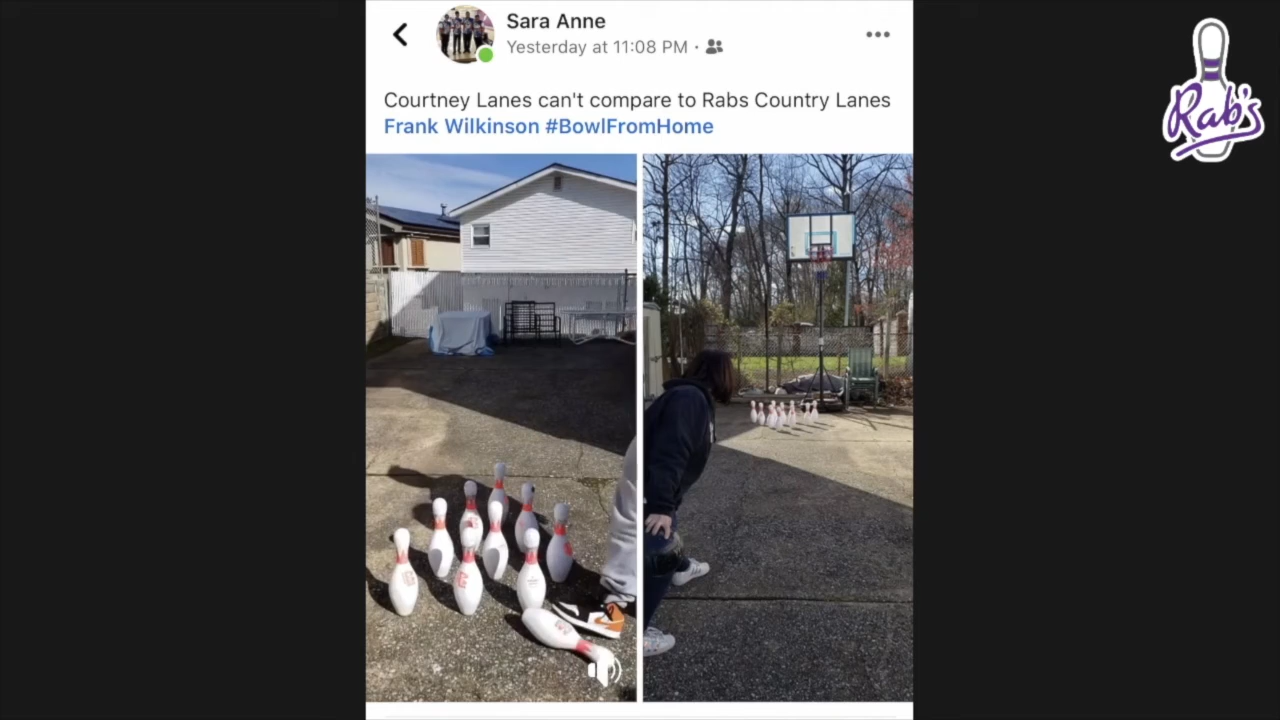 Sara Anne
Yesterday at 11:08 PM ·
Courtney Lanes can't compare to Rabs Country Lanes
Frank Wilkinson #BowlFromHome
Rab's